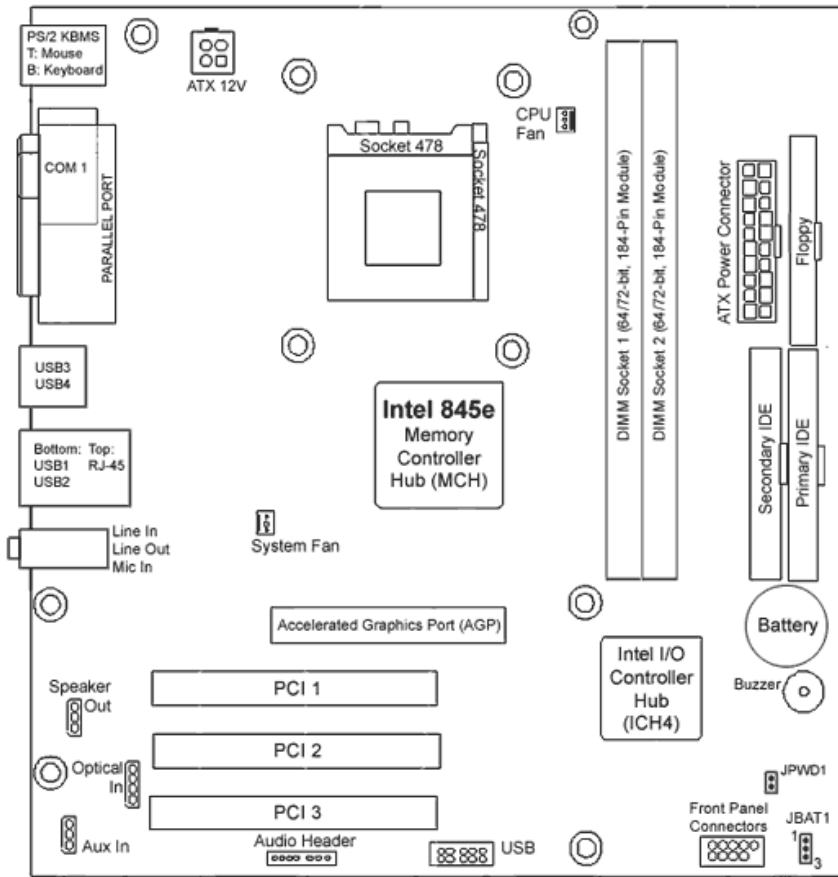 PS/2 KBMS
T: Mouse
B: Keyboard
ATX 12V
CPU
Fan
Socket 478
Socket 478
COM 1
PARALLEL PORT
DIMM Socket 1 (64/72-bit, 184-Pin Module)
DIMM Socket 2 (64/72-bit, 184-Pin Module)
ATX Power Connector
Floppy
USB3
USB4
Intel 845e
Memory
Controller
Hub (MCH)
Secondary IDE
Primary IDE
Bottom: Top:
USB1 RJ-45
USB2
Line In
Line Out
Mic In
System Fan
Accelerated Graphics Port (AGP)
Battery
Intel I/O
Controller
Hub
(ICH4)
Buzzer
Speaker
Out
PCI 1
PCI 2
Optical
In
JPWD1
PCI 3
Front Panel
Connectors
JBAT1
1
3
Aux In
Audio Header
USB